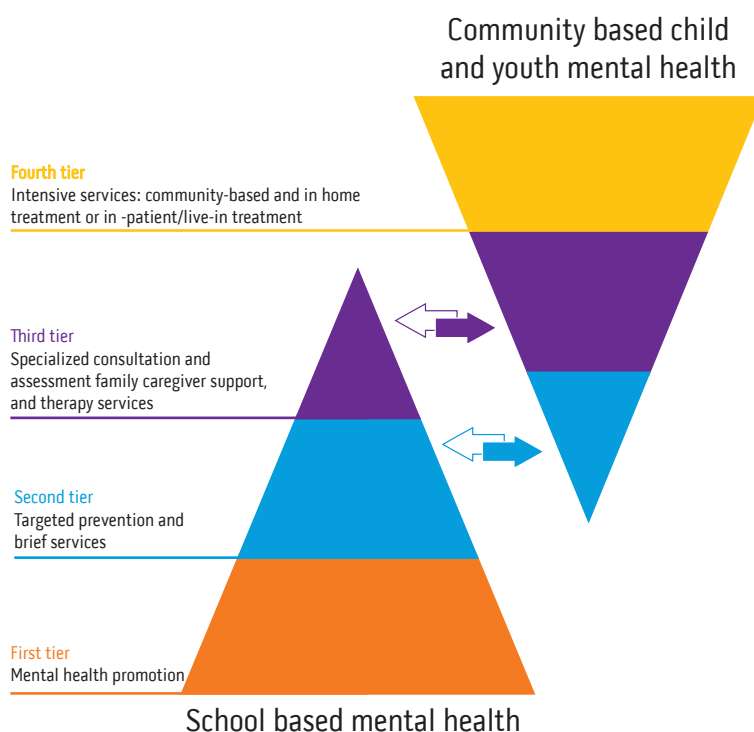 Community based child
and youth mental health
Fourth tier
Intensive services: community-based and in home
treatment or in -patient/live-in treatment
Third tier
Specialized consultation and
assessment family caregiver support,
and therapy services
Second tier
Targeted prevention and
brief services
First tier
Mental health promotion
School based mental health